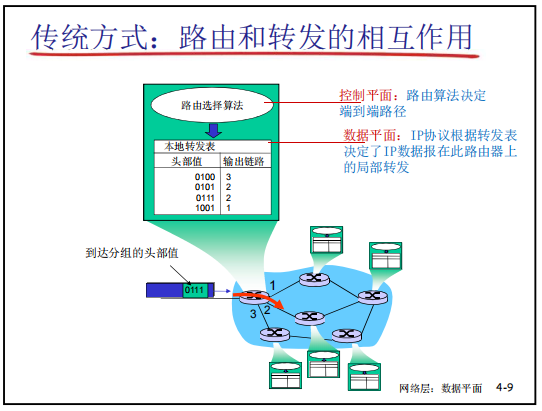 传统方式：路由和转发的相互作用
路由选择算法
控制平面：路由算法决定
端到端路径
数据平面：IP协议根据转发表
决定了IP数据报在此路由器上
的局部转发
本地转发表
头部值 输出链路
0100 3
0101 2
0111 2
1001 1
到达分组的头部值
0111
1
2
3
网络层：数据平面 4-9